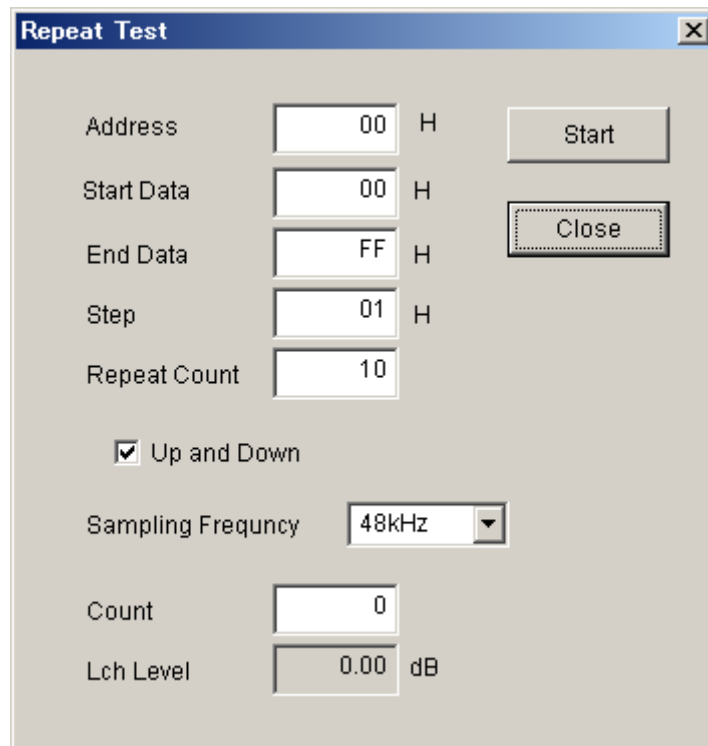 Repeat Test
Address 00 H Start
Start Data 00 H
End Data FF H Close
Step 01 H
Repeat Count 10
Up and Down
Sampling Frequncy 48kHz
Count 0
Lch Level 0.00 dB